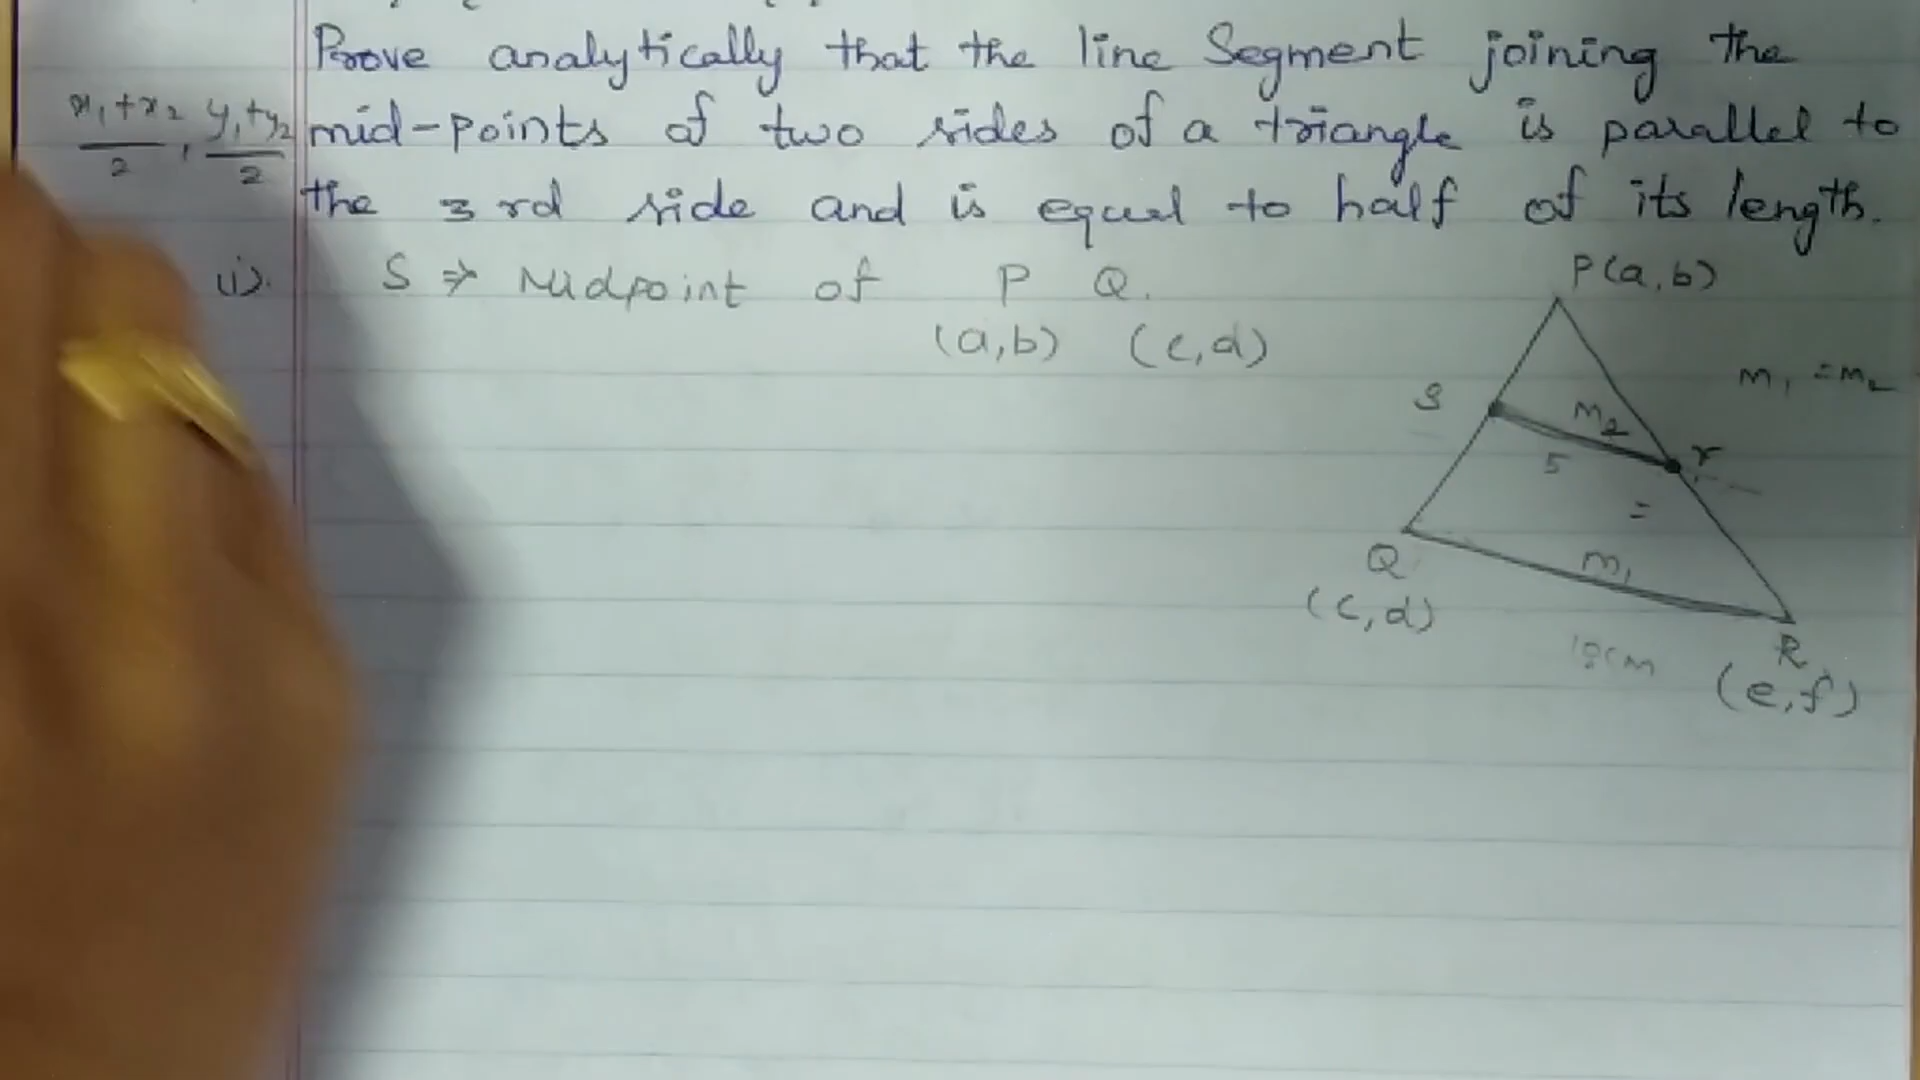 Prove analytically that the line Segment joining the
x₁+x₂/2 , y₁+y₂/2
mid-points of two sides of a triangle is parallel to
the 3rd side and is equal to half of its length.
(i). S ⇒ Midpoint of P Q.
(a,b) (c,d)
P(a,b)
m₁ = m₂
S
m₂
5
r
=
Q
m₁
(c,d)
10cm
R
(e,f)